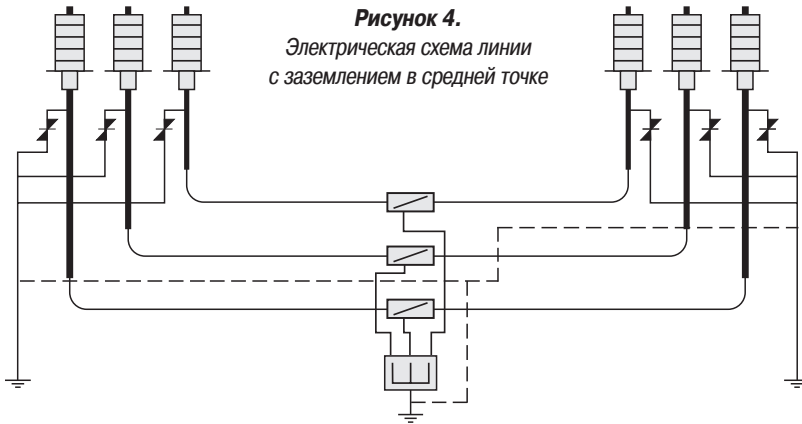 Рисунок 4.
Электрическая схема линии
с заземлением в средней точке